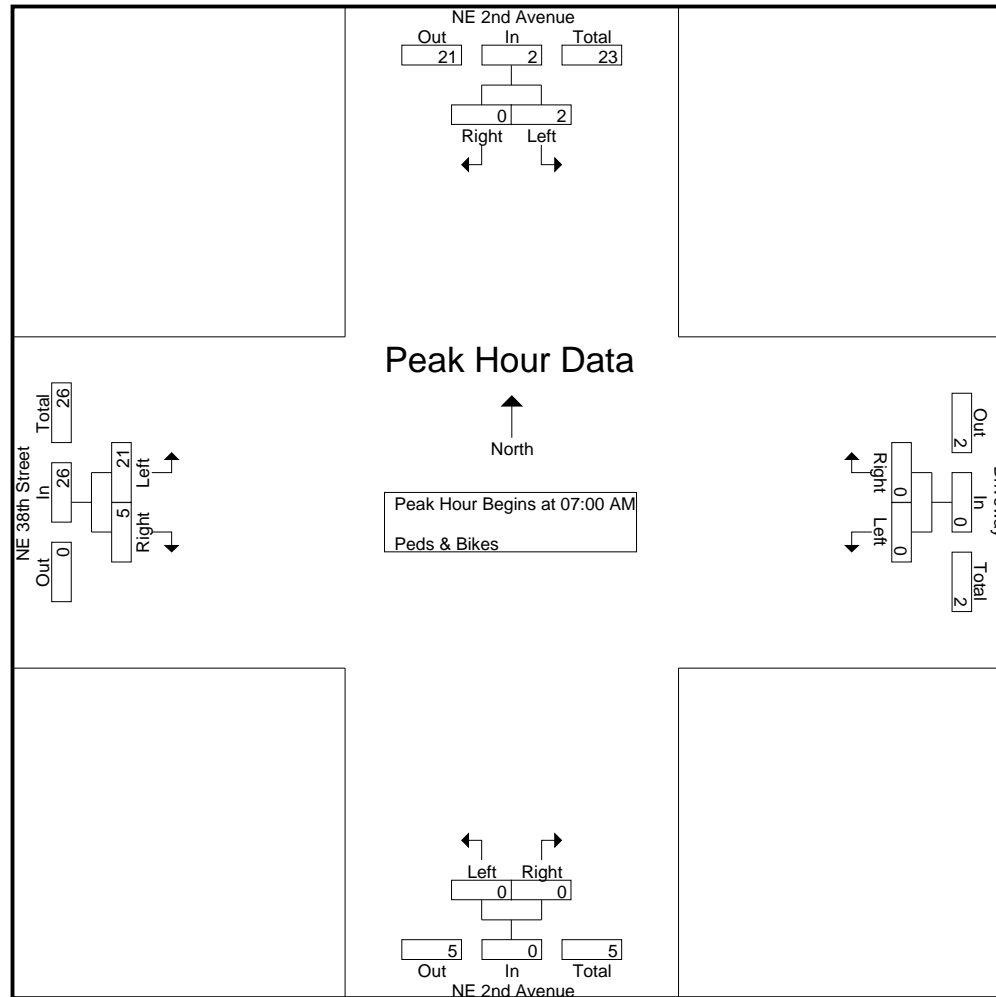 NE 2nd Avenue
Out In Total
21 2 23
0 2
Right Left
Peak Hour Data
North
Peak Hour Begins at 07:00 AM
Peds & Bikes
NE 38th Street
Out In Total
0 26 26
Right Left
5 21
Right Left
0 0
Out In Total
2 0 2
Left Right
0 0
5 0 5
Out In Total
NE 2nd Avenue